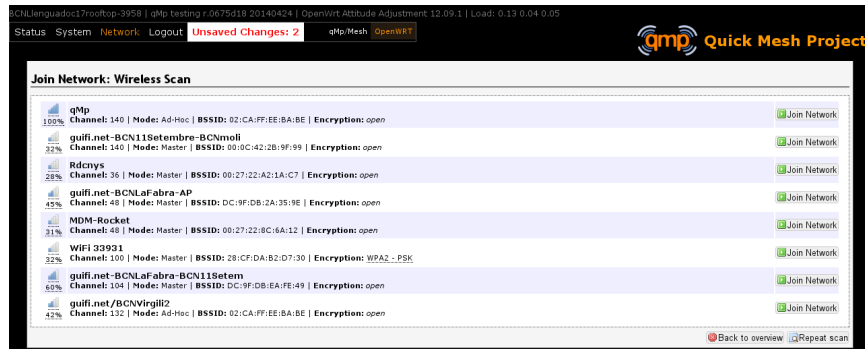 BCNLlenguadoc17rooftop-3958 | qMp testing r.0675d18 20140424 | OpenWrt Attitude Adjustment 12.09.1 | Load: 0.13 0.04 0.05
Status System Network Logout Unsaved Changes: 2 qMp/Mesh OpenWRT
qmp Quick Mesh Project
Join Network: Wireless Scan
qMp
100% Channel: 140 | Mode: Ad-Hoc | BSSID: 02:CA:FF:EE:BA:BE | Encryption: open Join Network
guifi.net-BCN11Setembre-BCNmoli
32% Channel: 140 | Mode: Master | BSSID: 00:0C:42:2B:9F:99 | Encryption: open Join Network
Rdcnys
28% Channel: 36 | Mode: Master | BSSID: 00:27:22:A2:1A:C7 | Encryption: open Join Network
guifi.net-BCNLaFabra-AP
45% Channel: 48 | Mode: Master | BSSID: DC:9F:DB:2A:35:9E | Encryption: open Join Network
MDM-Rocket
31% Channel: 48 | Mode: Master | BSSID: 00:27:22:8C:6A:12 | Encryption: open Join Network
WiFi 33931
32% Channel: 100 | Mode: Master | BSSID: 28:CF:DA:B2:D7:30 | Encryption: WPA2 - PSK Join Network
guifi.net-BCNLaFabra-BCN11Setem
60% Channel: 104 | Mode: Master | BSSID: DC:9F:DB:EA:FE:49 | Encryption: open Join Network
guifi.net/BCNVirgili2
42% Channel: 132 | Mode: Ad-Hoc | BSSID: 02:CA:FF:EE:BA:BE | Encryption: open Join Network
Back to overview Repeat scan